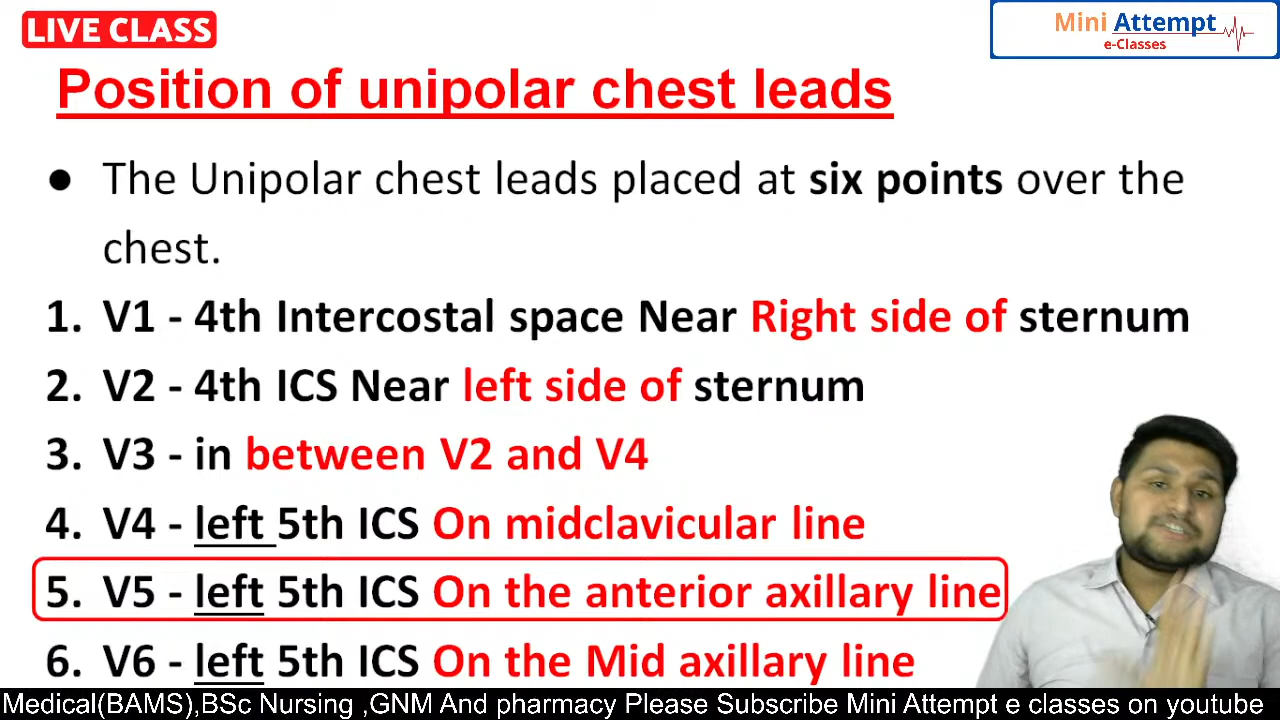 LIVE CLASS
Mini Attempt
e-Classes
Position of unipolar chest leads
● The Unipolar chest leads placed at six points over the
chest.
1. V1 - 4th Intercostal space Near Right side of sternum
2. V2 - 4th ICS Near left side of sternum
3. V3 - in between V2 and V4
4. V4 - left 5th ICS On midclavicular line
5. V5 - left 5th ICS On the anterior axillary line
6. V6 - left 5th ICS On the Mid axillary line
Medical(BAMS),BSc Nursing ,GNM And pharmacy Please Subscribe Mini Attempt e classes on youtube